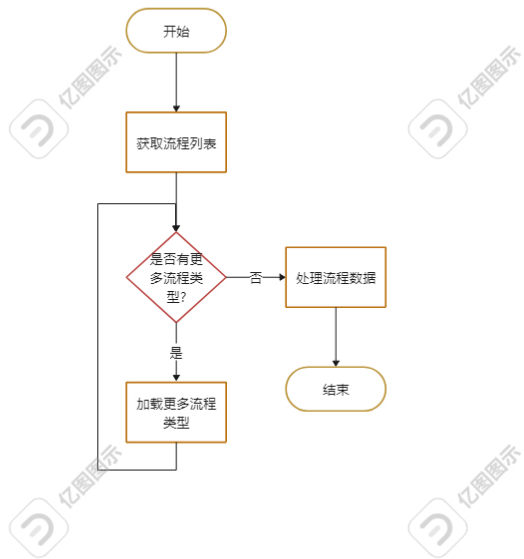 开始
亿图图示
亿图图示
获取流程列表
是否有更
多流程类
型?
否
处理流程数据
是
结束
加载更多流程
类型
亿图图示
亿图图示